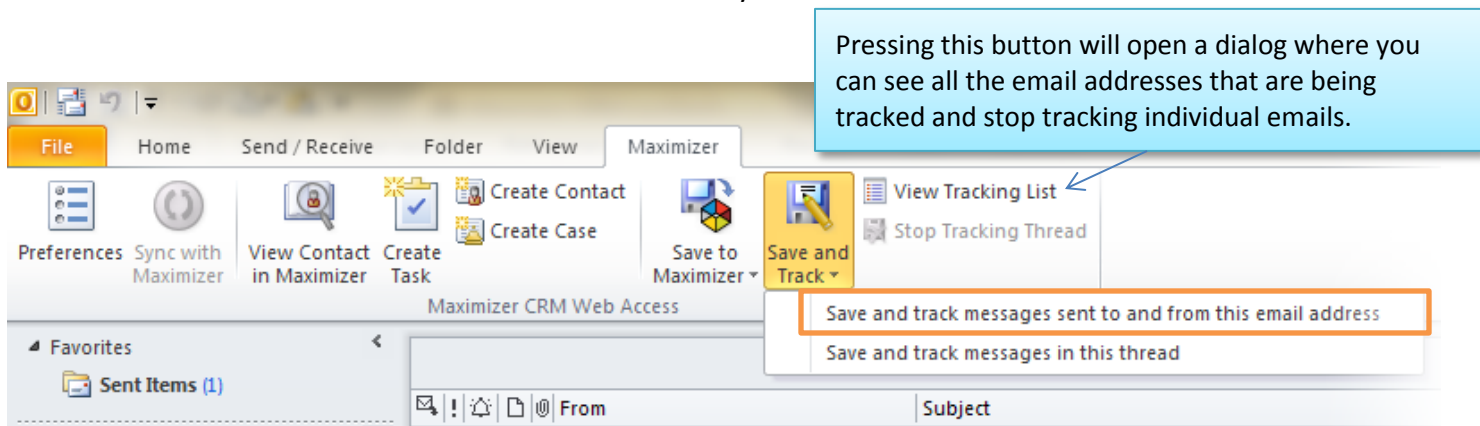 Pressing this button will open a dialog where you
can see all the email addresses that are being
tracked and stop tracking individual emails.
File Home Send / Receive Folder View Maximizer
Preferences
Sync with
Maximizer
View Contact
in Maximizer
Create
Task
Create Contact
Create Case
Save to
Maximizer
Save and
Track
View Tracking List
Stop Tracking Thread
Maximizer CRM Web Access
Save and track messages sent to and from this email address
Save and track messages in this thread
Favorites
Sent Items (1)
From Subject